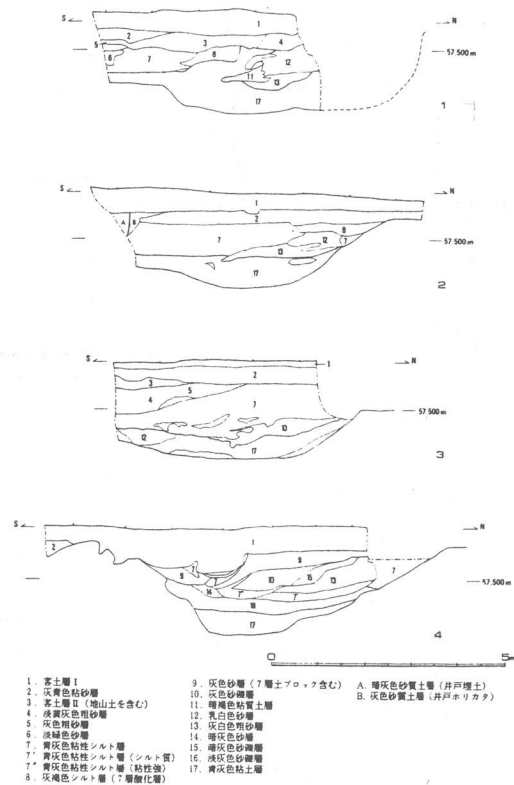 S N
1
2 3 4
5 6 7 8 12
11 13
17
57.500m
1
S N
1
2
A B
7 8
12 7
13
17
57.500m
2
S N
1
2
3
4 5 7
10
12
17
57.500m
3
S N
1
2
9
9 7 10 15 13 7
14 7" 7'
16
17
57.500m
4
0 5m
1. 客土層Ⅰ
2. 灰青色粘砂層
3. 客土層Ⅱ(地山土を含む)
4. 淡黄灰色粗砂層
5. 灰色粗砂層
6. 淡緑色砂層
7. 青灰色粘性シルト層
7' 青灰色粘性シルト層(シルト質)
7" 青灰色粘性シルト層(粘性強)
8. 灰褐色シルト層(7層酸化層)
9. 灰色砂層(7層土ブロック含む)
10. 灰色砂礫層
11. 暗褐色粘質土層
12. 乳白色砂層
13. 灰白色粗砂層
14. 暗灰色砂層
15. 暗灰色砂礫層
16. 淡灰色砂礫層
17. 青灰色粘土層
A. 暗灰色砂質土層(井戸埋土)
B. 灰色砂質土層(井戸ホリカタ)